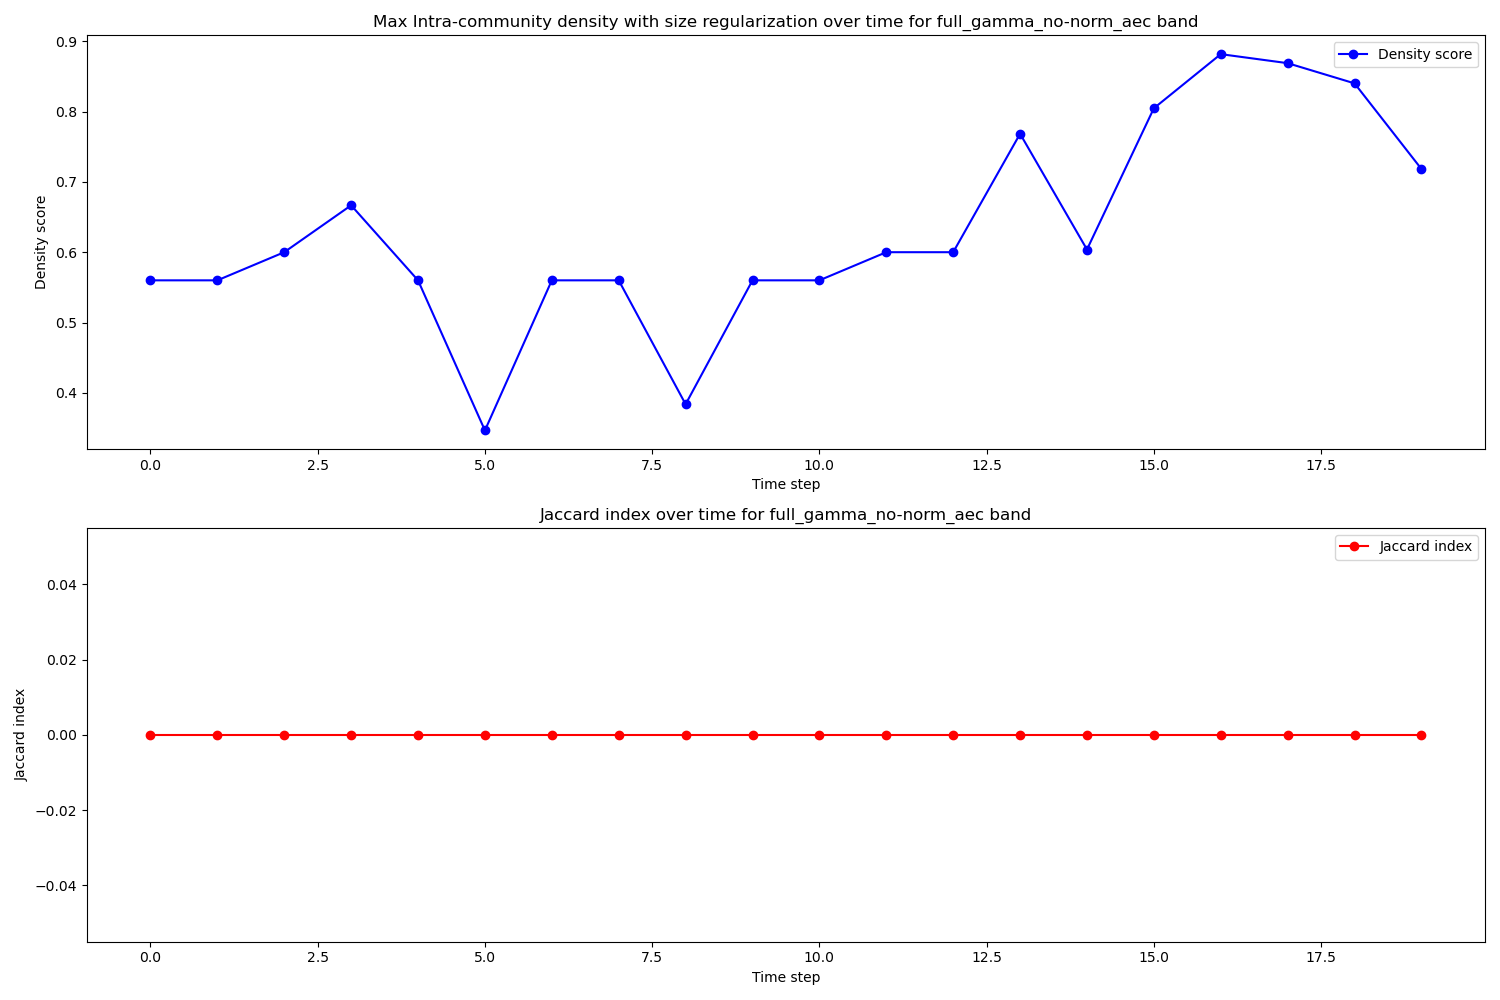 Max Intra-community density with size regularization over time for full_gamma_no-norm_aec band
Density score
0.9
0.8
0.7
0.6
0.5
0.4
Density score
0.0 2.5 5.0 7.5 10.0 12.5 15.0 17.5
Time step
Jaccard index over time for full_gamma_no-norm_aec band
Jaccard index
0.04
0.02
0.00
−0.02
−0.04
Jaccard index
0.0 2.5 5.0 7.5 10.0 12.5 15.0 17.5
Time step